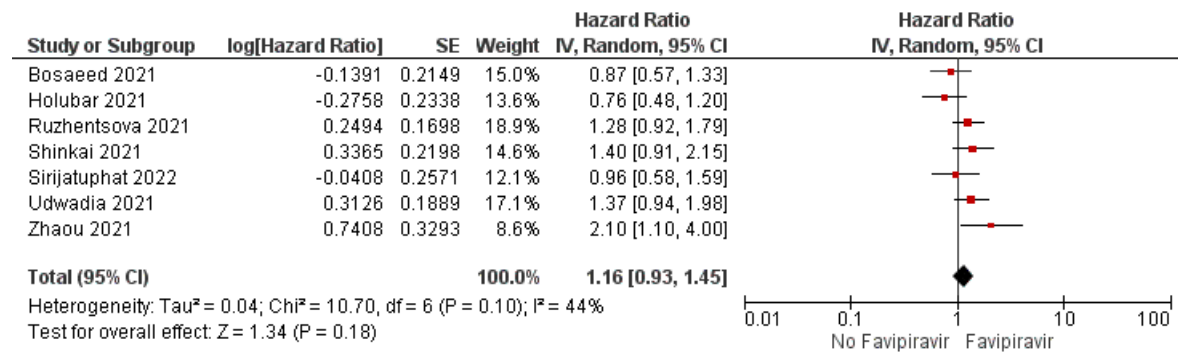 Hazard Ratio Hazard Ratio
Study or Subgroup log[Hazard Ratio] SE Weight IV, Random, 95% CI IV, Random, 95% CI
Bosaeed 2021 -0.1391 0.2149 15.0% 0.87 [0.57, 1.33]
Holubar 2021 -0.2758 0.2338 13.6% 0.76 [0.48, 1.20]
Ruzhentsova 2021 0.2494 0.1698 18.9% 1.28 [0.92, 1.79]
Shinkai 2021 0.3365 0.2198 14.6% 1.40 [0.91, 2.15]
Sirijatuphat 2022 -0.0408 0.2571 12.1% 0.96 [0.58, 1.59]
Udwadia 2021 0.3126 0.1889 17.1% 1.37 [0.94, 1.98]
Zhaou 2021 0.7408 0.3293 8.6% 2.10 [1.10, 4.00]
Total (95% CI) 100.0% 1.16 [0.93, 1.45]
Heterogeneity: Tau² = 0.04; Chi² = 10.70, df = 6 (P = 0.10); I² = 44%
Test for overall effect: Z = 1.34 (P = 0.18)
0.01 0.1 1 10 100
No Favipiravir Favipiravir